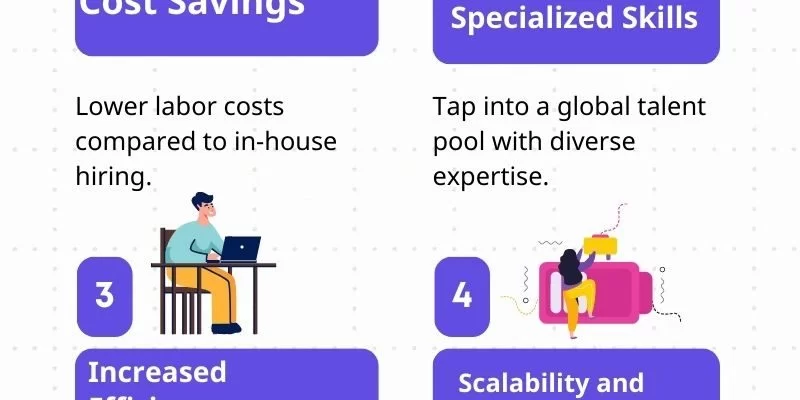 Cost Savings
Specialized Skills
Lower labor costs
compared to in-house
hiring.
Tap into a global talent
pool with diverse
expertise.
3
4
Increased
Scalability and